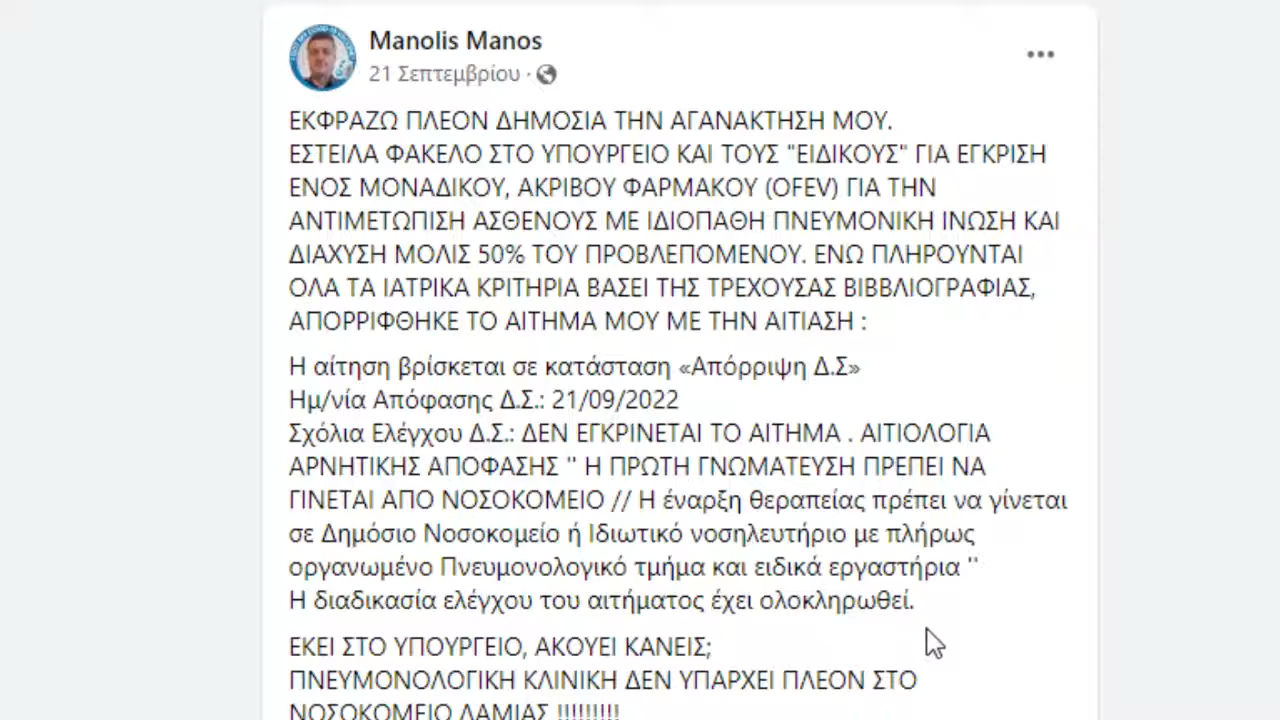 Manolis Manos
21 Σεπτεμβρίου ·
ΕΚΦΡΑΖΩ ΠΛΕΟΝ ΔΗΜΟΣΙΑ ΤΗΝ ΑΓΑΝΑΚΤΗΣΗ ΜΟΥ.
ΕΣΤΕΙΛΑ ΦΑΚΕΛΟ ΣΤΟ ΥΠΟΥΡΓΕΙΟ ΚΑΙ ΤΟΥΣ "ΕΙΔΙΚΟΥΣ" ΓΙΑ ΕΓΚΡΙΣΗ
ΕΝΟΣ ΜΟΝΑΔΙΚΟΥ, ΑΚΡΙΒΟΥ ΦΑΡΜΑΚΟΥ (OFEV) ΓΙΑ ΤΗΝ
ΑΝΤΙΜΕΤΩΠΙΣΗ ΑΣΘΕΝΟΥΣ ΜΕ ΙΔΙΟΠΑΘΗ ΠΝΕΥΜΟΝΙΚΗ ΙΝΩΣΗ ΚΑΙ
ΔΙΑΧΥΣΗ ΜΟΛΙΣ 50% ΤΟΥ ΠΡΟΒΛΕΠΟΜΕΝΟΥ. ΕΝΩ ΠΛΗΡΟΥΝΤΑΙ
ΟΛΑ ΤΑ ΙΑΤΡΙΚΑ ΚΡΙΤΗΡΙΑ ΒΑΣΕΙ ΤΗΣ ΤΡΕΧΟΥΣΑΣ ΒΙΒΒΛΙΟΓΡΑΦΙΑΣ,
ΑΠΟΡΡΙΦΘΗΚΕ ΤΟ ΑΙΤΗΜΑ ΜΟΥ ΜΕ ΤΗΝ ΑΙΤΙΑΣΗ :
Η αίτηση βρίσκεται σε κατάσταση «Απόρριψη Δ.Σ»
Ημ/νία Απόφασης Δ.Σ.: 21/09/2022
Σχόλια Ελέγχου Δ.Σ.: ΔΕΝ ΕΓΚΡΙΝΕΤΑΙ ΤΟ ΑΙΤΗΜΑ . ΑΙΤΙΟΛΟΓΙΑ
ΑΡΝΗΤΙΚΗΣ ΑΠΟΦΑΣΗΣ '' Η ΠΡΩΤΗ ΓΝΩΜΑΤΕΥΣΗ ΠΡΕΠΕΙ ΝΑ
ΓΙΝΕΤΑΙ ΑΠΟ ΝΟΣΟΚΟΜΕΙΟ // Η έναρξη θεραπείας πρέπει να γίνεται
σε Δημόσιο Νοσοκομείο ή Ιδιωτικό νοσηλευτήριο με πλήρως
οργανωμένο Πνευμονολογικό τμήμα και ειδικά εργαστήρια ''
Η διαδικασία ελέγχου του αιτήματος έχει ολοκληρωθεί.
ΕΚΕΙ ΣΤΟ ΥΠΟΥΡΓΕΙΟ, ΑΚΟΥΕΙ ΚΑΝΕΙΣ;
ΠΝΕΥΜΟΝΟΛΟΓΙΚΗ ΚΛΙΝΙΚΗ ΔΕΝ ΥΠΑΡΧΕΙ ΠΛΕΟΝ ΣΤΟ
ΝΟΣΟΚΟΜΕΙΟ ΛΑΜΙΑΣ !!!!!!!!!